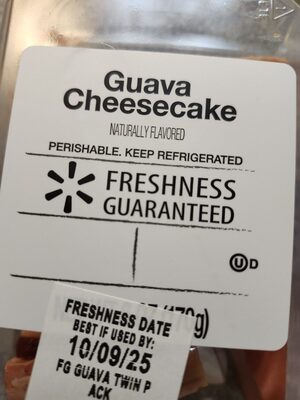 Guava
Cheesecake
NATURALLY FLAVORED
PERISHABLE. KEEP REFRIGERATED
FRESHNESS
GUARANTEED
U D
(170g)
FRESHNESS DATE
BEST IF USED BY:
10/09/25
FG GUAVA TWIN P
ACK